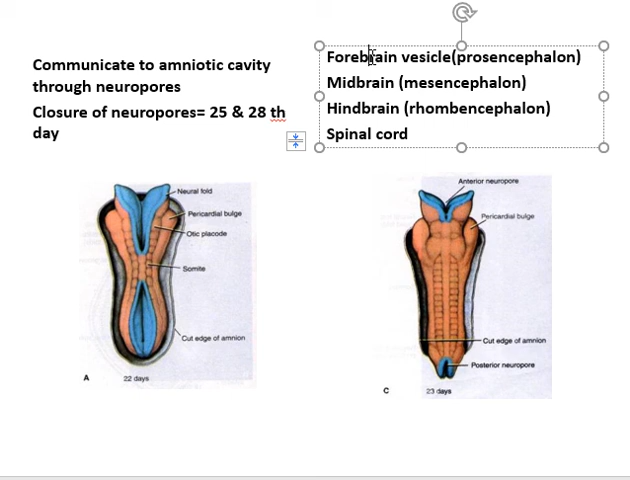 Communicate to amniotic cavity
through neuropores
Closure of neuropores= 25 & 28 th
day
Forebrain vesicle(prosencephalon)
Midbrain (mesencephalon)
Hindbrain (rhombencephalon)
Spinal cord
Neural fold
Pericardial bulge
Otic placode
Somite
Cut edge of amnion
A
22 days
Anterior neuropore
Pericardial bulge
Cut edge of amnion
Posterior neuropore
C
23 days